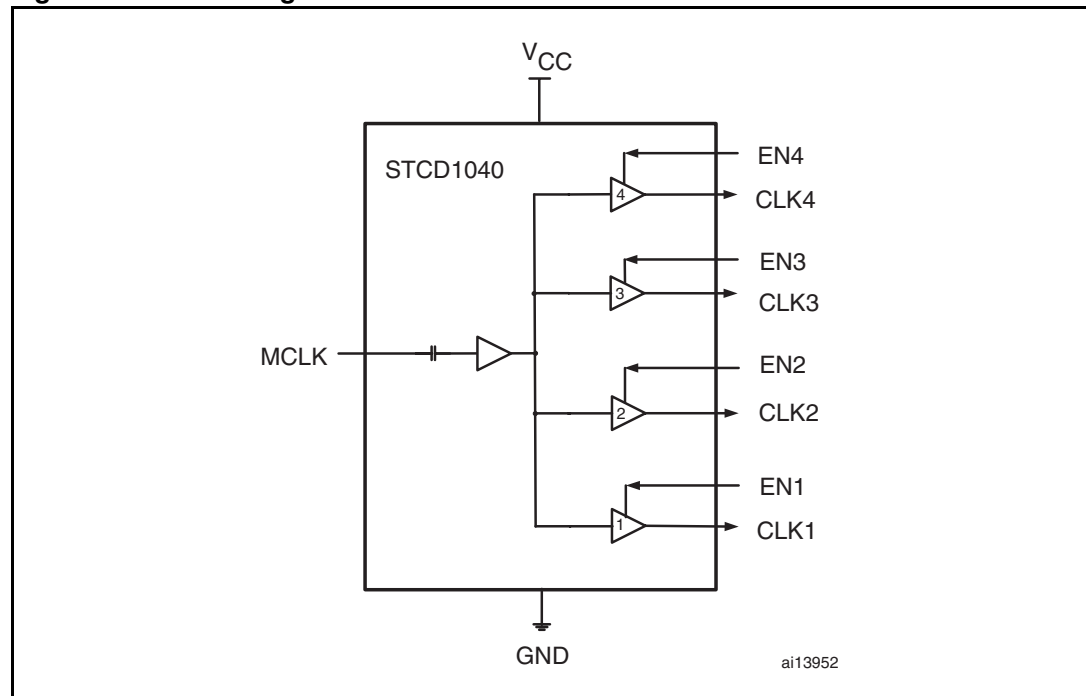 VCC
STCD1040
EN4
4
CLK4
EN3
3
CLK3
MCLK
EN2
2
CLK2
EN1
1
CLK1
GND
ai13952